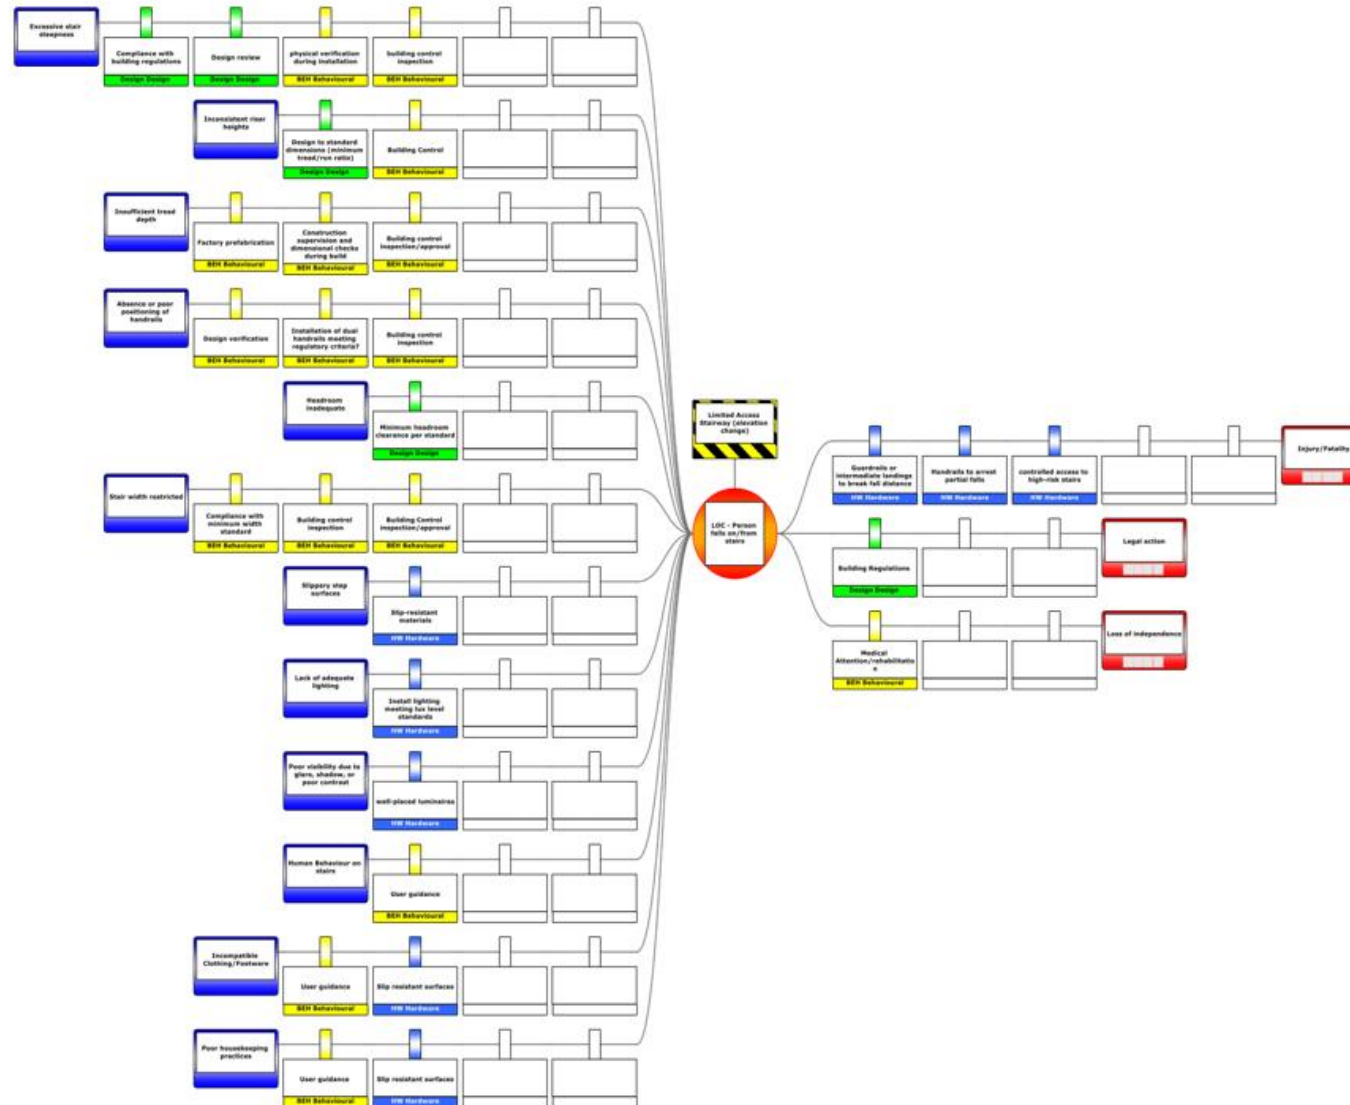 Excessive stair
steepness
Compliance with
building regulations
Design Design
Design review
Design Design
physical verification
during installation
BEH Behavioural
building control
inspection
BEH Behavioural
Inconsistent riser
heights
Design to standard
dimensions (minimum
tread/run ratio)
Design Design
Building Control
BEH Behavioural
Insufficient tread
depth
Factory prefabrication
BEH Behavioural
Construction
supervision and
dimensional checks
during build
BEH Behavioural
Building control
inspection/approval
BEH Behavioural
Absence or poor
positioning of
handrails
Design verification
BEH Behavioural
Installation of dual
handrails meeting
regulatory criteria?
BEH Behavioural
Building control
inspection
BEH Behavioural
Headroom
inadequate
Minimum headroom
clearance per standard
Design Design
Stair width restricted
Compliance with
minimum width
standard
BEH Behavioural
Building control
inspection
BEH Behavioural
Building Control
inspection/approval
BEH Behavioural
Slippery step
surfaces
Slip-resistant
materials
HW Hardware
Lack of adequate
lighting
Install lighting
meeting lux level
standards
HW Hardware
Poor visibility due to
glare, shadow, or
poor contrast
well-placed luminaires
HW Hardware
Human Behaviour on
stairs
User guidance
BEH Behavioural
Incompatible
Clothing/Footware
User guidance
BEH Behavioural
Slip resistant surfaces
HW Hardware
Poor housekeeping
practices
User guidance
BEH Behavioural
Slip resistant surfaces
HW Hardware
Limited Access
Stairway (elevation
change)
LOC - Person
falls on/from
stairs
Guardrails or
intermediate landings
to break fall distance
HW Hardware
Handrails to arrest
partial falls
HW Hardware
controlled access to
high-risk stairs
HW Hardware
Injury/Fatality
Building Regulations
Design Design
Legal action
Medical
Attention/rehabilitatio
n
BEH Behavioural
Loss of independence